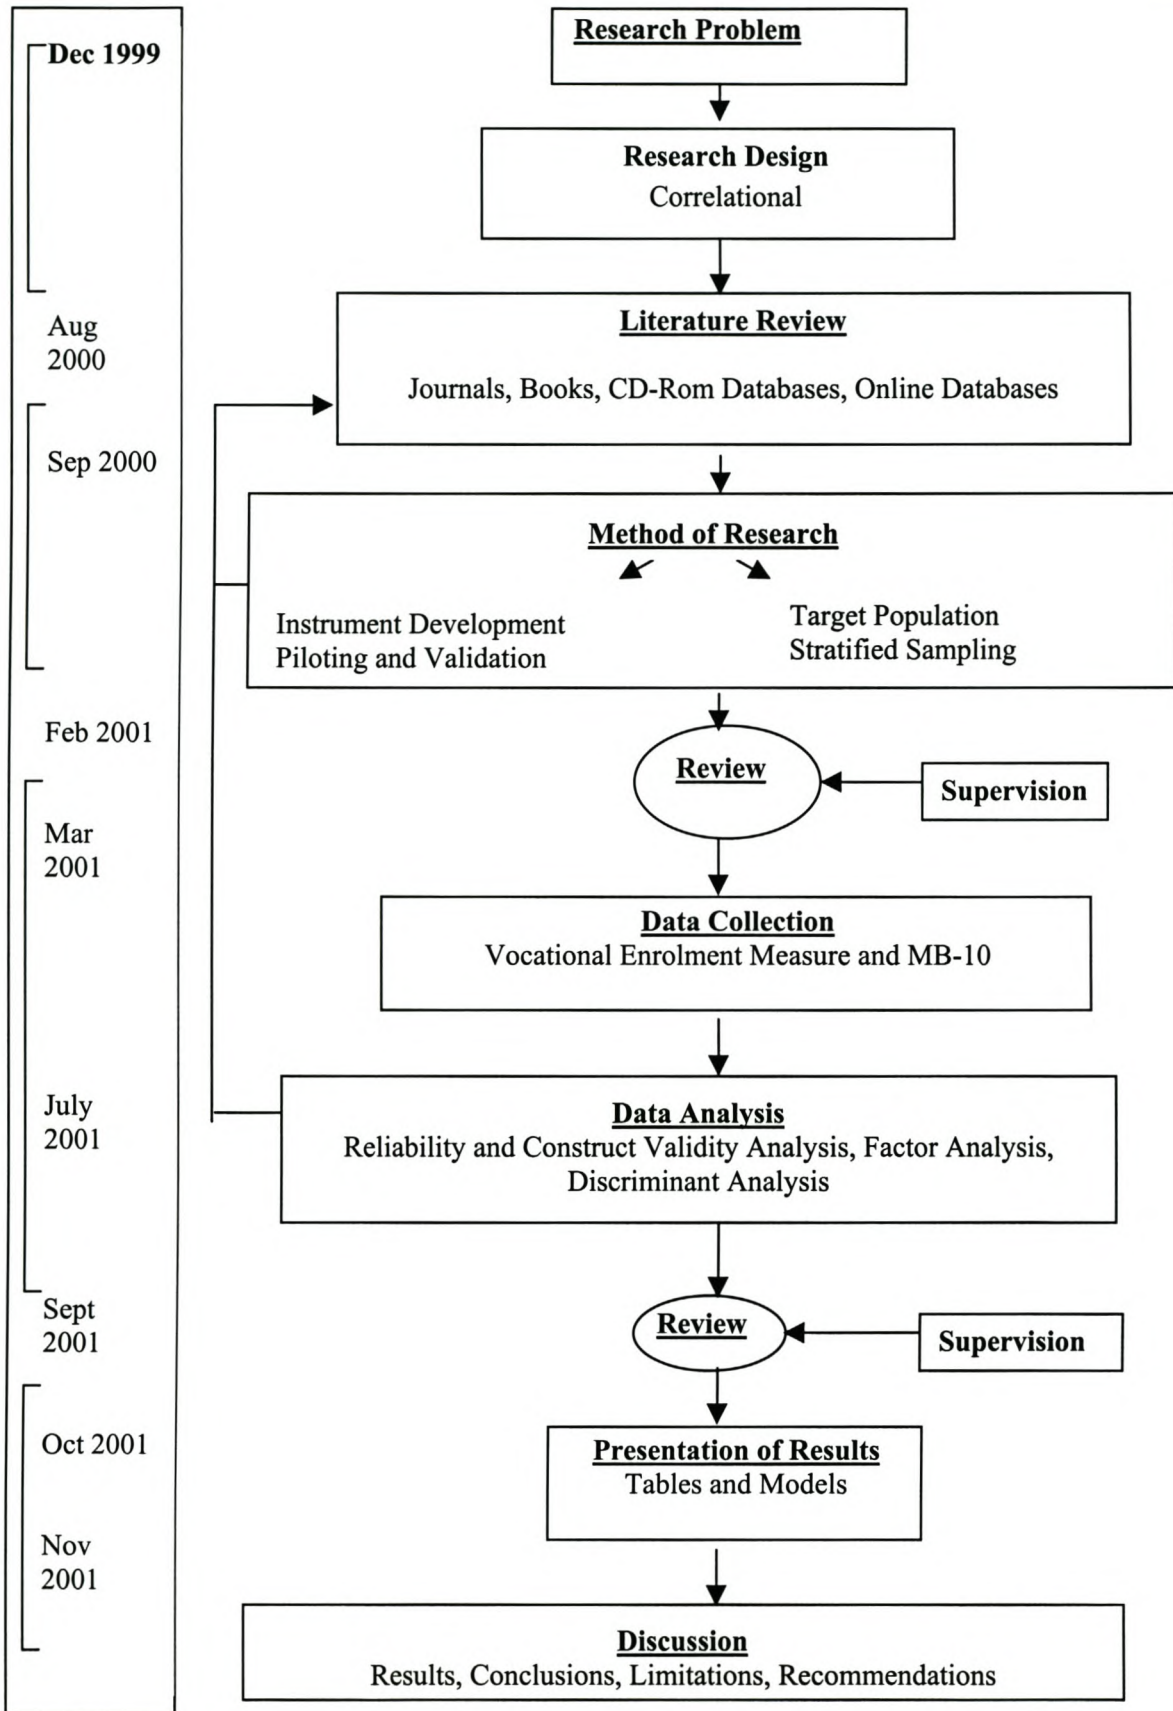 Dec 1999
Aug
2000
Sep 2000
Feb 2001
Mar
2001
July
2001
Sept
2001
Oct 2001
Nov
2001
Research Problem
Research Design
Correlational
Literature Review
Journals, Books, CD-Rom Databases, Online Databases
Method of Research
Instrument Development
Piloting and Validation
Target Population
Stratified Sampling
Review
Supervision
Data Collection
Vocational Enrolment Measure and MB-10
Data Analysis
Reliability and Construct Validity Analysis, Factor Analysis,
Discriminant Analysis
Review
Supervision
Presentation of Results
Tables and Models
Discussion
Results, Conclusions, Limitations, Recommendations